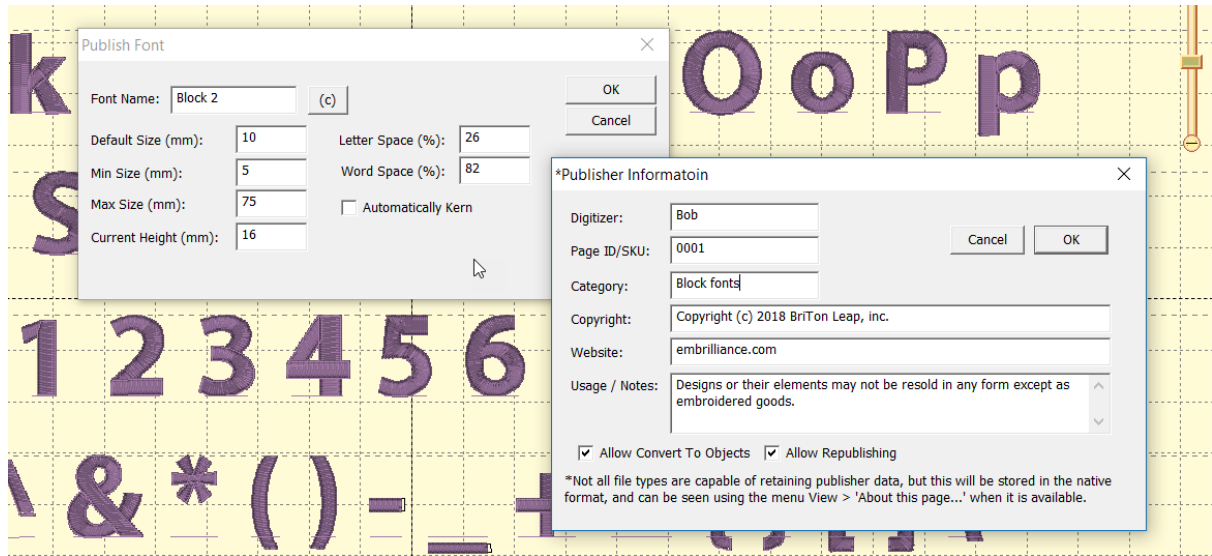 k
O o P p
S
Publish Font
Font Name: Block 2 (c)
OK
Cancel
Default Size (mm): 10
Letter Space (%): 26
Min Size (mm): 5
Word Space (%): 82
Max Size (mm): 75
Automatically Kern
Current Height (mm): 16
*Publisher Informatoin
Digitizer: Bob
Page ID/SKU: 0001
Cancel OK
Category: Block fonts
Copyright: Copyright (c) 2018 BriTon Leap, inc.
Website: embrilliance.com
Usage / Notes: Designs or their elements may not be resold in any form except as
embroidered goods.
Allow Convert To Objects Allow Republishing
*Not all file types are capable of retaining publisher data, but this will be stored in the native
format, and can be seen using the menu View > 'About this page...' when it is available.
1 2 3 4 5 6
^ & * ( ) - _ +